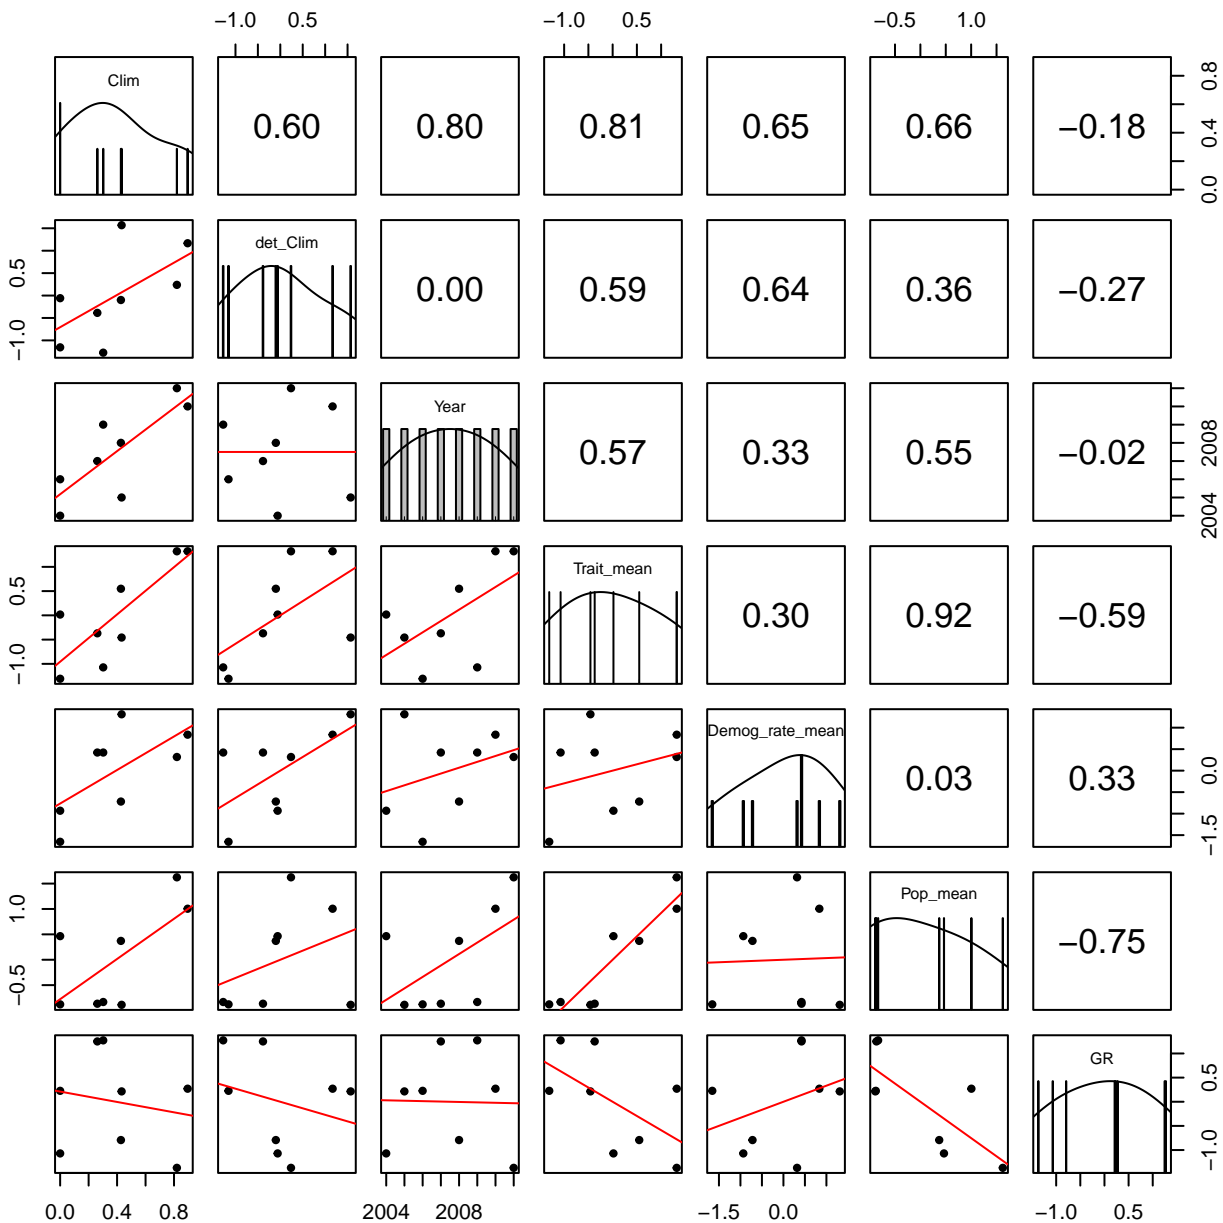 −1.0 0.5 −1.0 0.5 −0.5 1.0
Clim 0.60 0.80 0.81 0.65 0.66 −0.18 0.0 0.4 0.8
−1.0 0.5 det_Clim 0.00 0.59 0.64 0.36 −0.27
Year 0.57 0.33 0.55 −0.02 2004 2008
−1.0 0.5 Trait_mean 0.30 0.92 −0.59
Demog_rate_mean 0.03 0.33 −1.5 0.0
−0.5 1.0 Pop_mean −0.75
GR −1.0 0.5
0.0 0.4 0.8 2004 2008 −1.5 0.0 −1.0 0.5